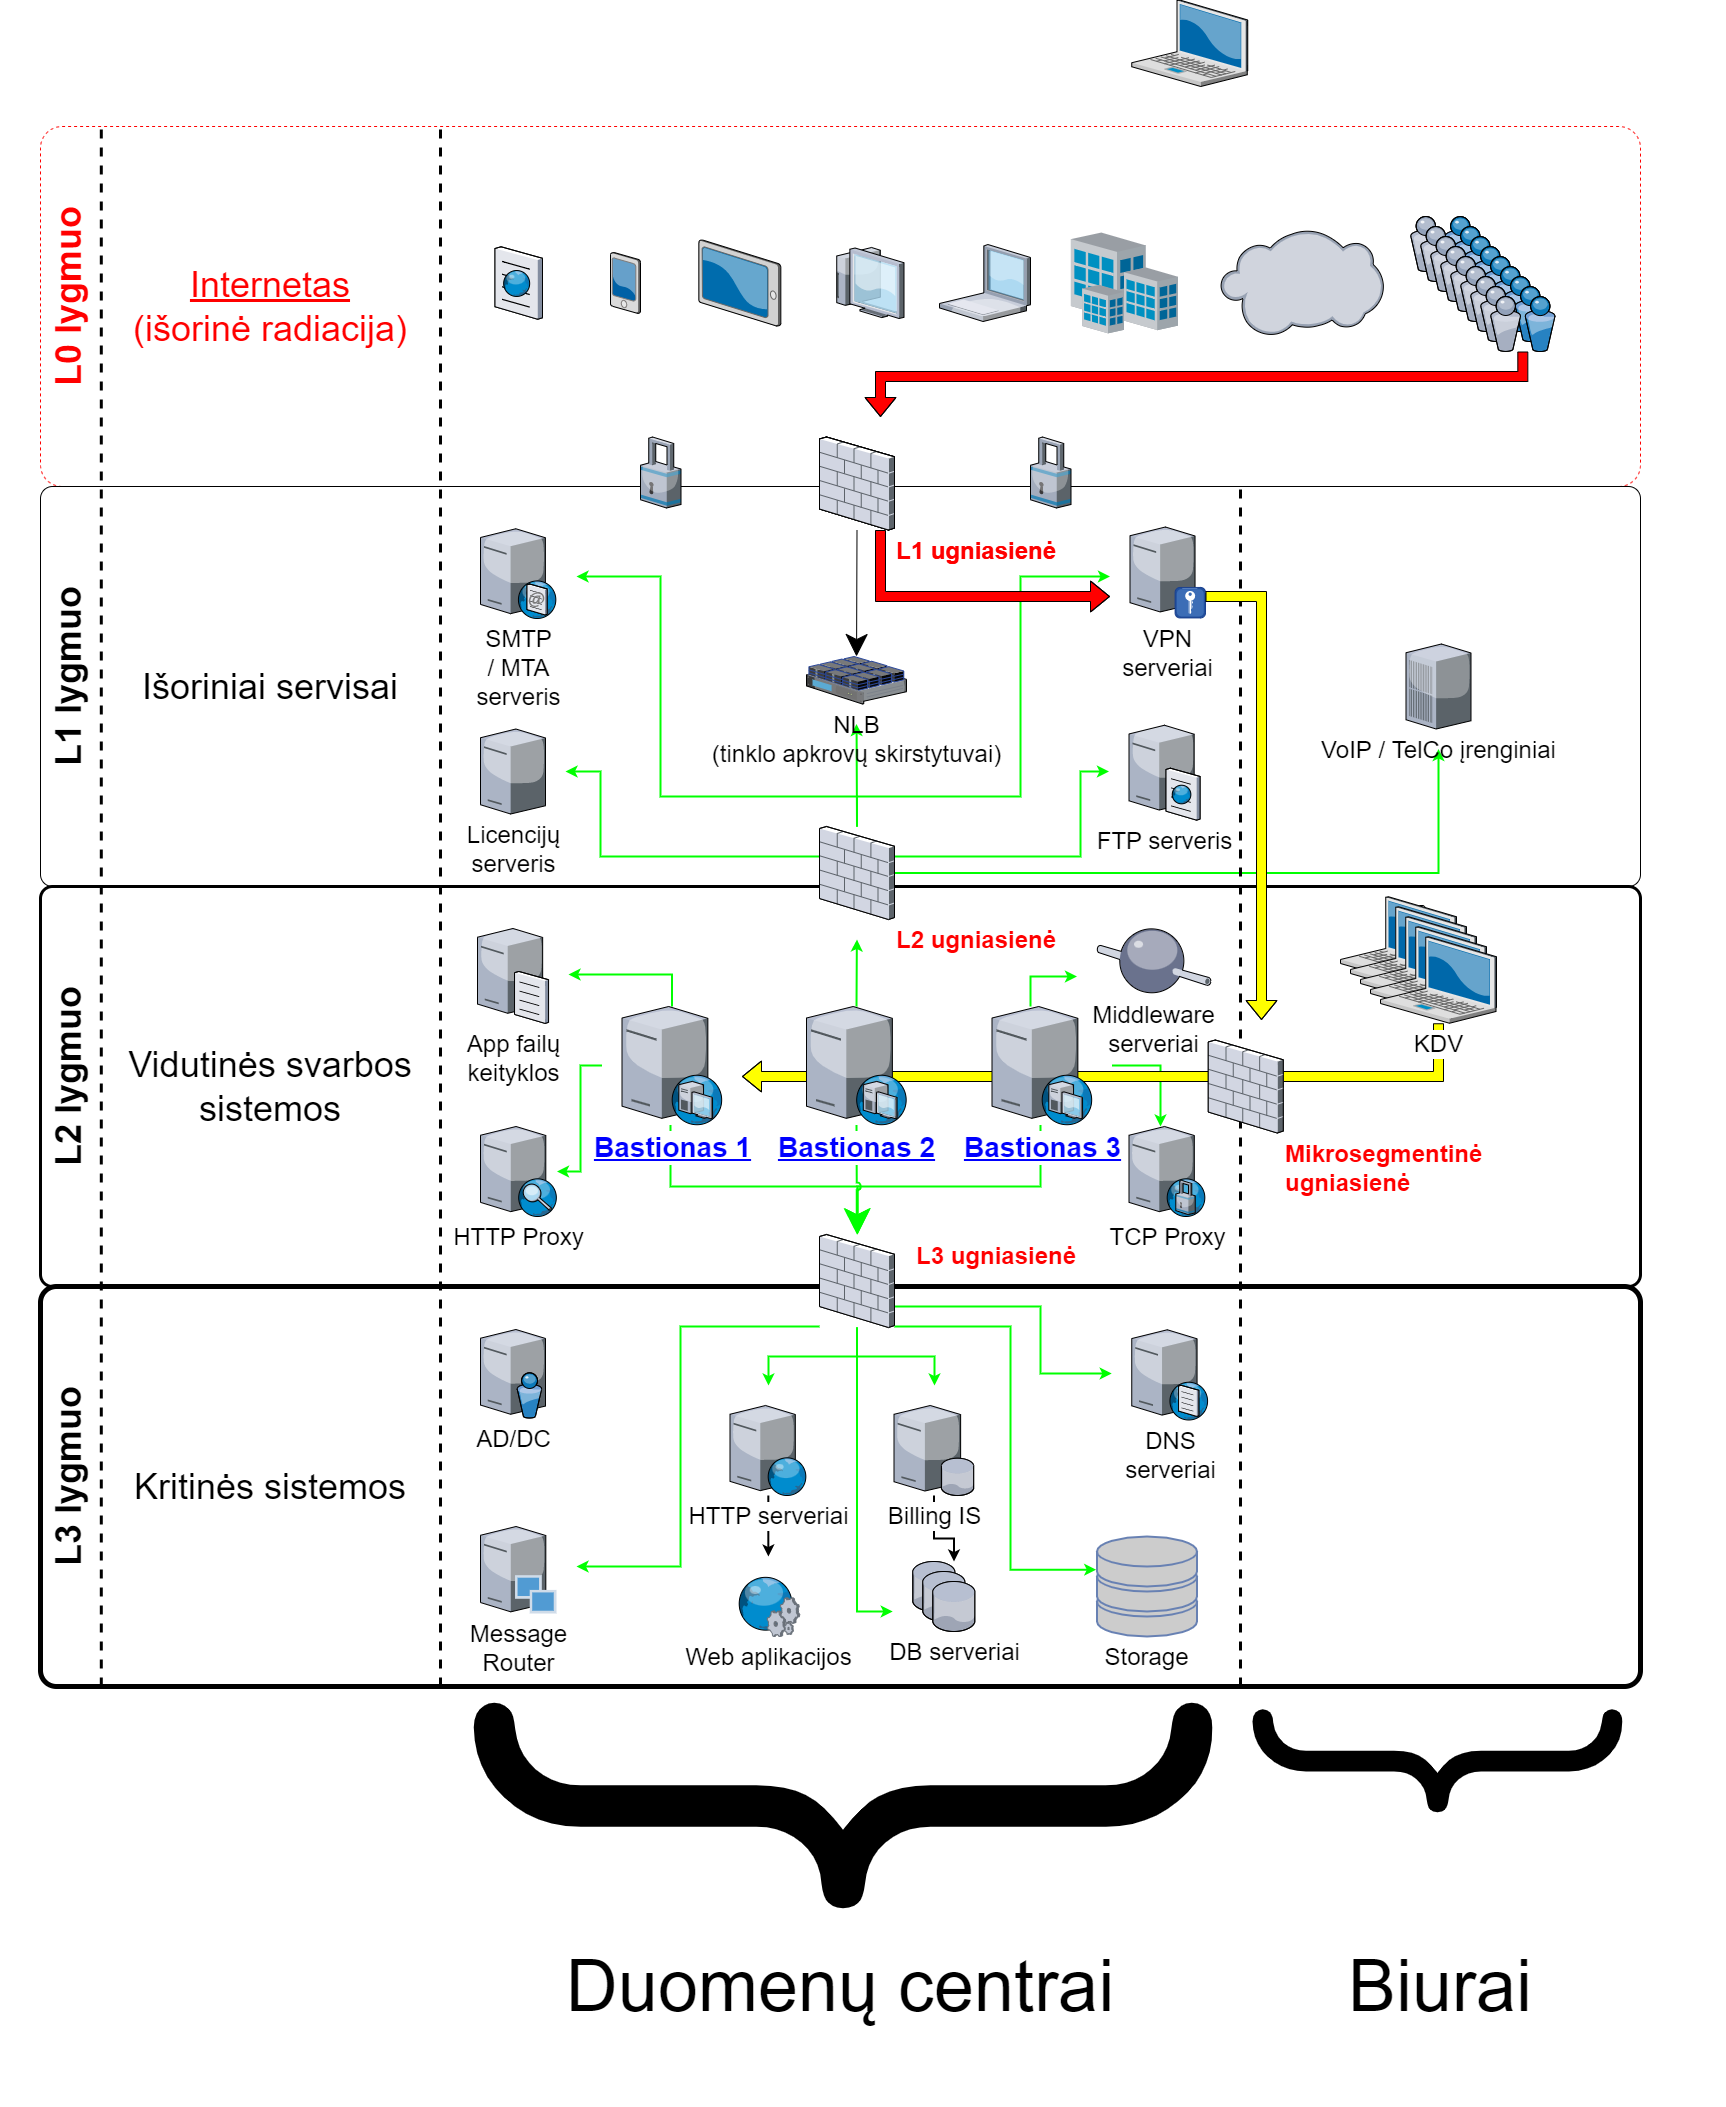 L0 lygmuo
Internetas
(išorinė radiacija)
L1 lygmuo
Išoriniai servisai
L1 ugniasienė
SMTP
/ MTA
serveris
VPN
serveriai
NLB
(tinklo apkrovų skirstytuvai)
VoIP / TelCo įrenginiai
Licencijų
serveris
FTP serveris
L2 lygmuo
Vidutinės svarbos
sistemos
L2 ugniasienė
App failų
keityklos
Middleware
serveriai
KDV
Bastionas 1
Bastionas 2
Bastionas 3
Mikrosegmentinė
ugniasienė
HTTP Proxy
TCP Proxy
L3 ugniasienė
L3 lygmuo
Kritinės sistemos
AD/DC
DNS
serveriai
HTTP serveriai
Billing IS
Message
Router
Web aplikacijos
DB serveriai
Storage
Duomenų centrai
Biurai